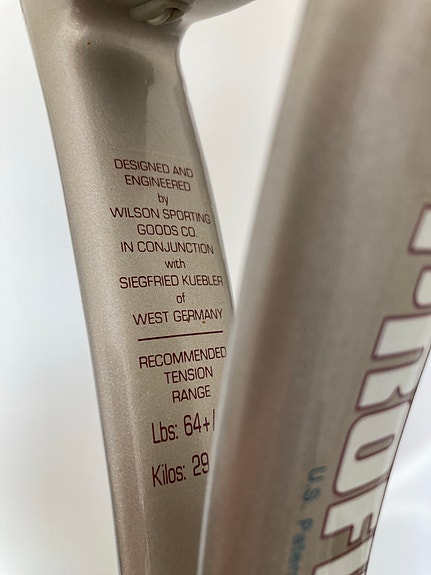 DESIGNED AND
ENGINEERED
by
WILSON SPORTING
GOODS CO.
IN CONJUNCTION
with
SIEGFRIED KUEBLER
of
WEST GERMANY
RECOMMENDED
TENSION
RANGE
Lbs: 64+/
Kilos: 29
U.S. Paten